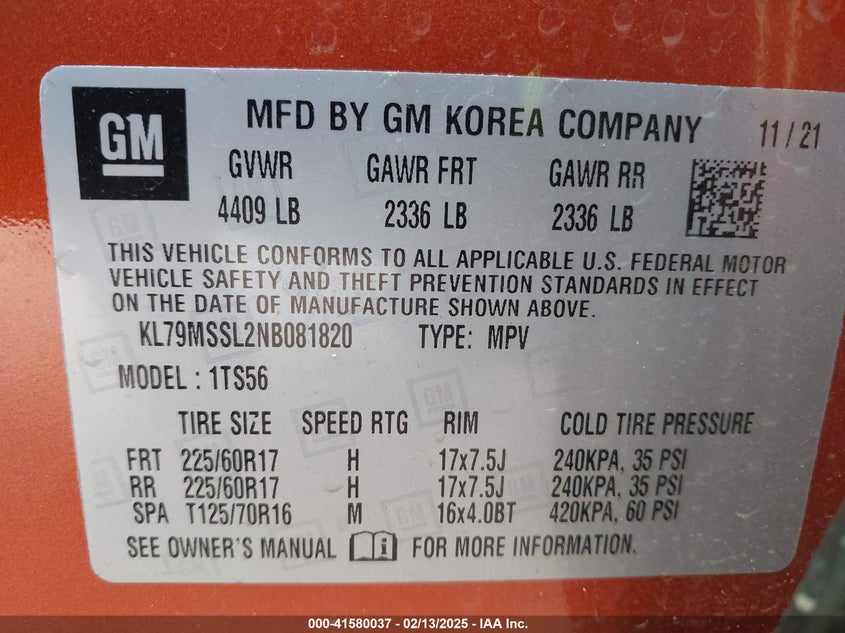 GM
MFD BY GM KOREA COMPANY 11/21
GVWR GAWR FRT GAWR RR
4409 LB 2336 LB 2336 LB
THIS VEHICLE CONFORMS TO ALL APPLICABLE U.S. FEDERAL MOTOR
VEHICLE SAFETY AND THEFT PREVENTION STANDARDS IN EFFECT
ON THE DATE OF MANUFACTURE SHOWN ABOVE.
KL79MSSL2NB081820 TYPE: MPV
MODEL : 1TS56
TIRE SIZE SPEED RTG RIM COLD TIRE PRESSURE
FRT 225/60R17 H 17x7.5J 240KPA, 35 PSI
RR 225/60R17 H 17x7.5J 240KPA, 35 PSI
SPA T125/70R16 M 16x4.0BT 420KPA, 60 PSI
SEE OWNER'S MANUAL i FOR MORE INFORMATION.
000-41580037 - 02/13/2025 - IAA Inc.